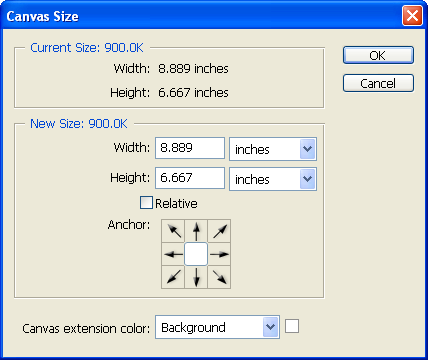 Canvas Size
Current Size: 900.0K
Width: 8.889 inches
Height: 6.667 inches
OK
Cancel
New Size: 900.0K
Width: 8.889 inches
Height: 6.667 inches
Relative
Anchor:
Canvas extension color: Background